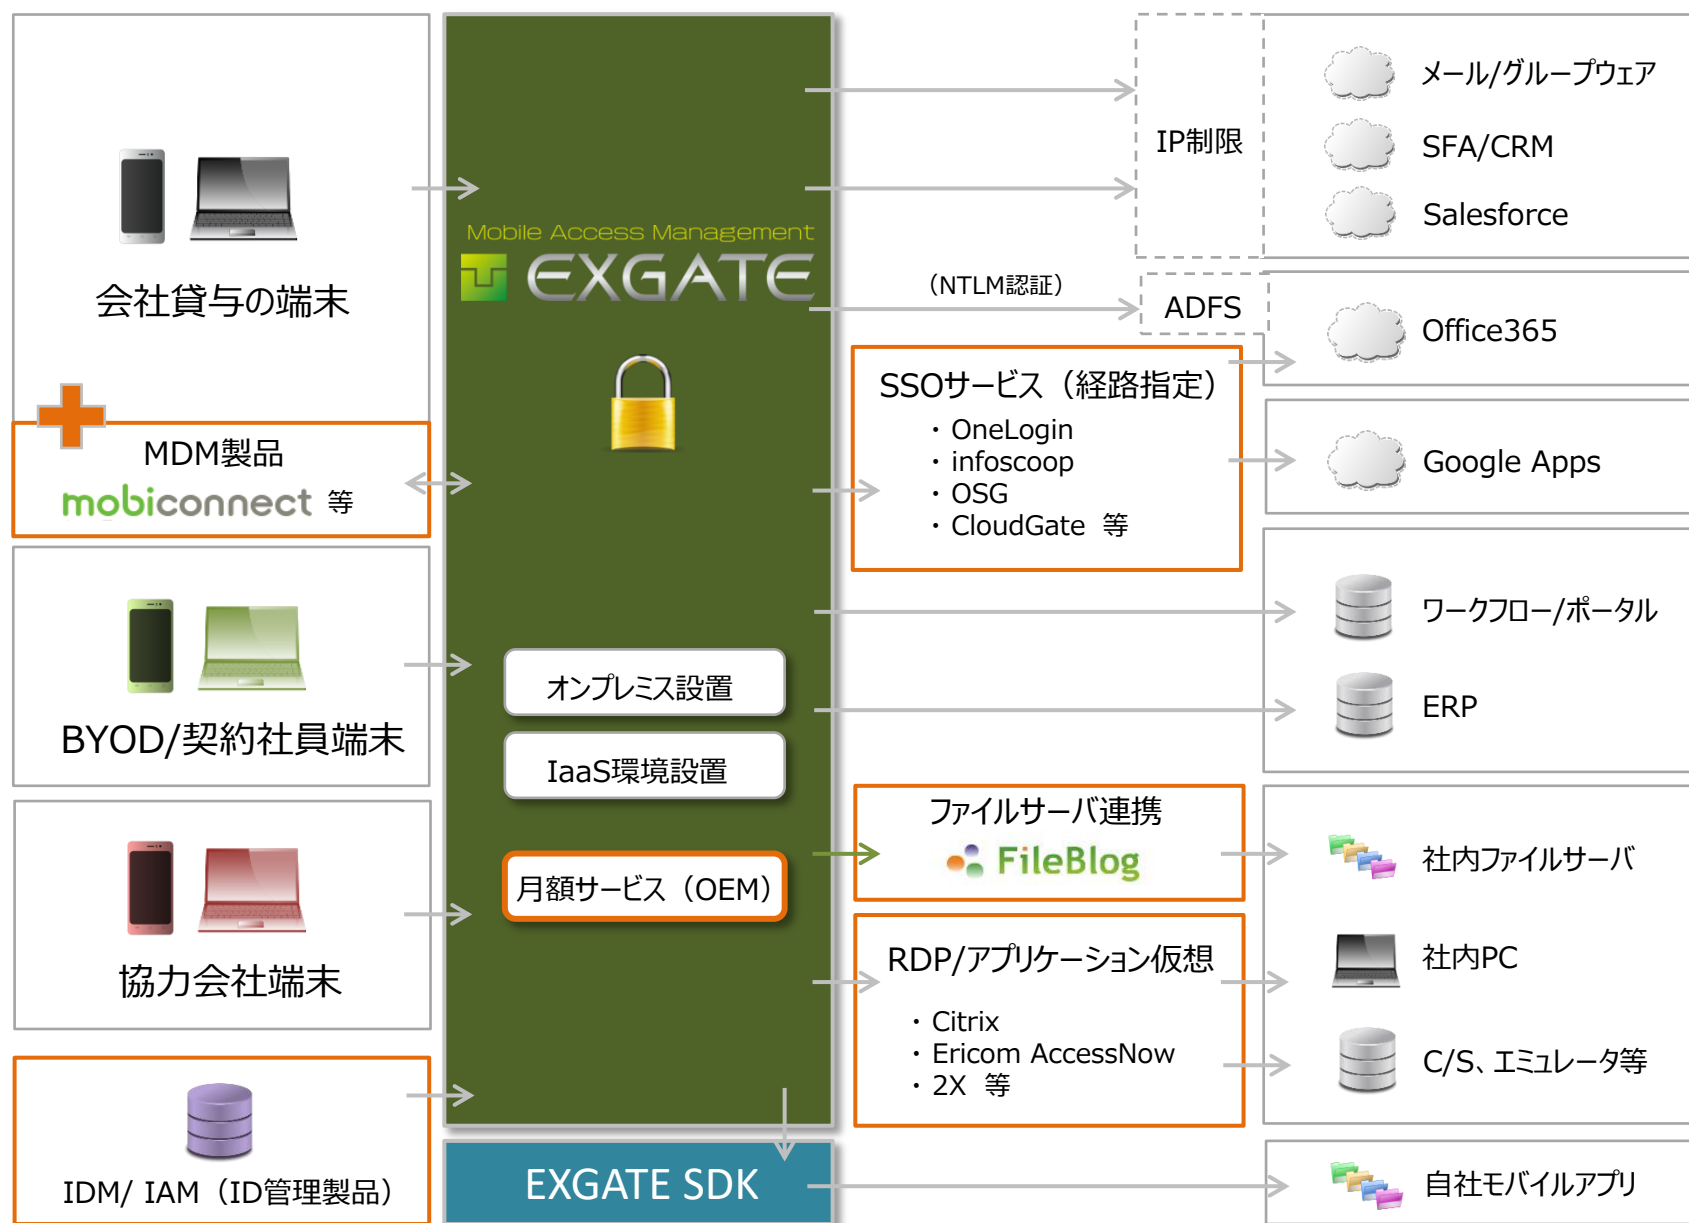 会社貸与の端末
MDM製品
mobiconnect 等
BYOD/契約社員端末
協力会社端末
IDM/ IAM（ID管理製品）
Mobile Access Management
EXGATE
オンプレミス設置
IaaS環境設置
月額サービス（OEM）
EXGATE SDK
IP制限
（NTLM認証）
ADFS
SSOサービス（経路指定）
・OneLogin
・infoscoop
・OSG
・CloudGate 等
ファイルサーバ連携
FileBlog
RDP/アプリケーション仮想
・Citrix
・Ericom AccessNow
・2X 等
メール/グループウェア
SFA/CRM
Salesforce
Office365
Google Apps
ワークフロー/ポータル
ERP
社内ファイルサーバ
社内PC
C/S、エミュレータ等
自社モバイルアプリ